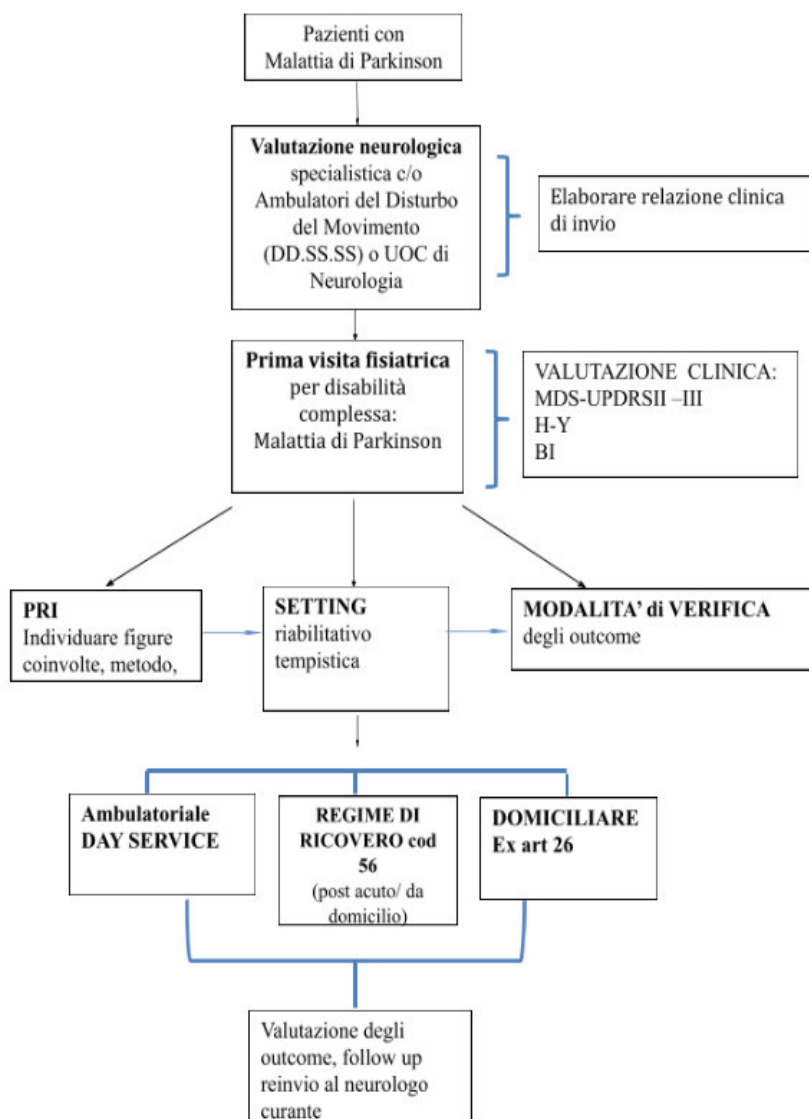 Pazienti con
Malattia di Parkinson
Valutazione neurologica
specialistica c/o
Ambulatori del Disturbo
del Movimento
(DD.SS.SS) o UOC di
Neurologia
Elaborare relazione clinica
di invio
Prima visita fisiatrica
per disabilità
complessa:
Malattia di Parkinson
VALUTAZIONE CLINICA:
MDS-UPDRSII –III
H-Y
BI
PRI
Individuare figure
coinvolte, metodo,
SETTING
riabilitativo
tempistica
MODALITA’ di VERIFICA
degli outcome
Ambulatoriale
DAY SERVICE
REGIME DI
RICOVERO cod
56
(post acuto/ da
domicilio)
DOMICILIARE
Ex art 26
Valutazione degli
outcome, follow up
reinvio al neurologo
curante